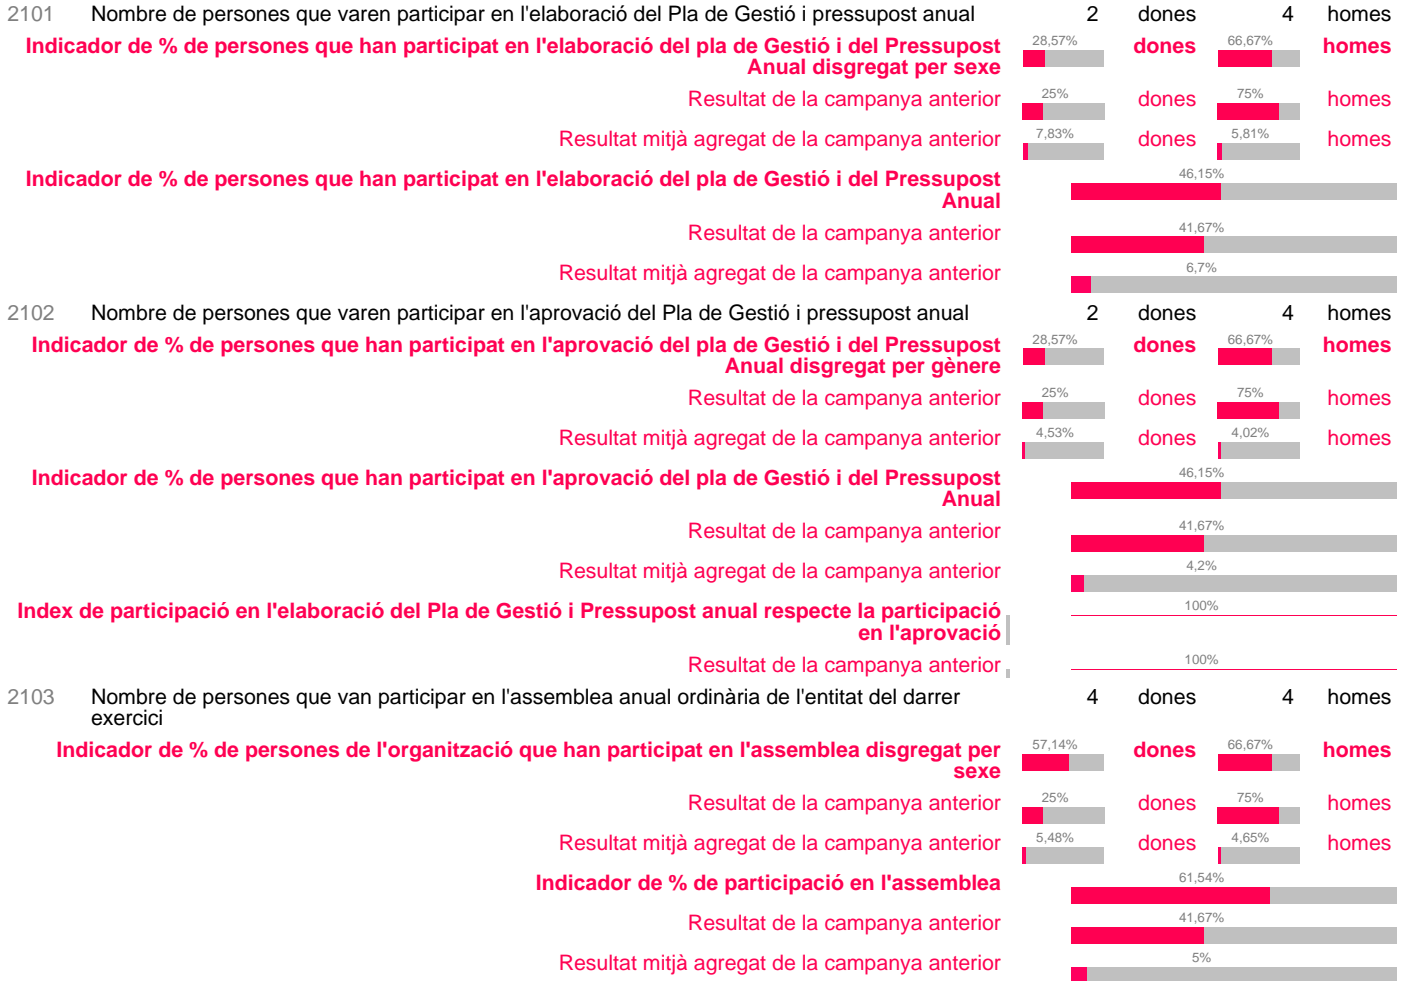 2101 Nombre de persones que varen participar en l'elaboració del Pla de Gestió i pressupost anual 2 dones 4 homes
Indicador de % de persones que han participat en l'elaboració del pla de Gestió i del Pressupost 28,57% dones 66,67% homes
Anual disgregat per sexe
Resultat de la campanya anterior 25% dones 75% homes
Resultat mitjà agregat de la campanya anterior 7,83% dones 5,81% homes
Indicador de % de persones que han participat en l'elaboració del pla de Gestió i del Pressupost 46,15%
Anual
Resultat de la campanya anterior 41,67%
Resultat mitjà agregat de la campanya anterior 6,7%
2102 Nombre de persones que varen participar en l'aprovació del Pla de Gestió i pressupost anual 2 dones 4 homes
Indicador de % de persones que han participat en l'aprovació del pla de Gestió i del Pressupost 28,57% dones 66,67% homes
Anual disgregat per gènere
Resultat de la campanya anterior 25% dones 75% homes
Resultat mitjà agregat de la campanya anterior 4,53% dones 4,02% homes
Indicador de % de persones que han participat en l'aprovació del pla de Gestió i del Pressupost 46,15%
Anual
Resultat de la campanya anterior 41,67%
Resultat mitjà agregat de la campanya anterior 4,2%
Index de participació en l'elaboració del Pla de Gestió i Pressupost anual respecte la participació 100%
en l'aprovació
Resultat de la campanya anterior 100%
2103 Nombre de persones que van participar en l'assemblea anual ordinària de l'entitat del darrer 4 dones 4 homes
exercici
Indicador de % de persones de l'organització que han participat en l'assemblea disgregat per 57,14% dones 66,67% homes
sexe
Resultat de la campanya anterior 25% dones 75% homes
Resultat mitjà agregat de la campanya anterior 5,48% dones 4,65% homes
Indicador de % de participació en l'assemblea 61,54%
Resultat de la campanya anterior 41,67%
Resultat mitjà agregat de la campanya anterior 5%